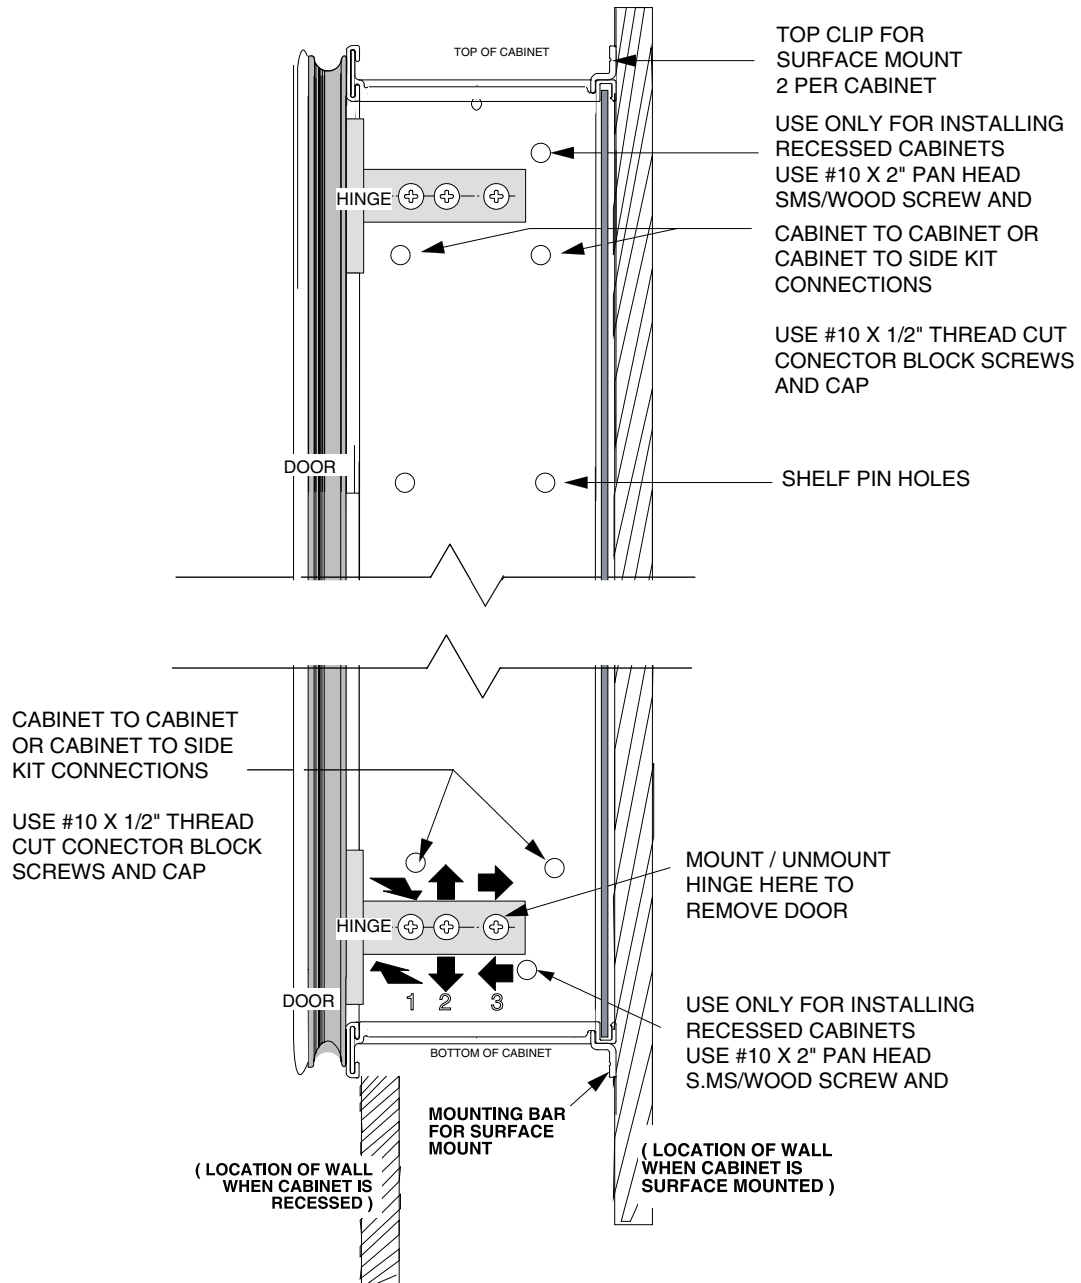 TOP OF CABINET
TOP CLIP FOR
SURFACE MOUNT
2 PER CABINET
USE ONLY FOR INSTALLING
RECESSED CABINETS
USE #10 X 2" PAN HEAD
SMS/WOOD SCREW AND
HINGE
CABINET TO CABINET OR
CABINET TO SIDE KIT
CONNECTIONS
USE #10 X 1/2" THREAD CUT
CONECTOR BLOCK SCREWS
AND CAP
DOOR
SHELF PIN HOLES
CABINET TO CABINET
OR CABINET TO SIDE
KIT CONNECTIONS
USE #10 X 1/2" THREAD
CUT CONECTOR BLOCK
SCREWS AND CAP
MOUNT / UNMOUNT
HINGE HERE TO
REMOVE DOOR
HINGE
DOOR
1 2 3
USE ONLY FOR INSTALLING
RECESSED CABINETS
USE #10 X 2" PAN HEAD
S.MS/WOOD SCREW AND
BOTTOM OF CABINET
MOUNTING BAR
FOR SURFACE
MOUNT
( LOCATION OF WALL
WHEN CABINET IS
RECESSED )
( LOCATION OF WALL
WHEN CABINET IS
SURFACE MOUNTED )